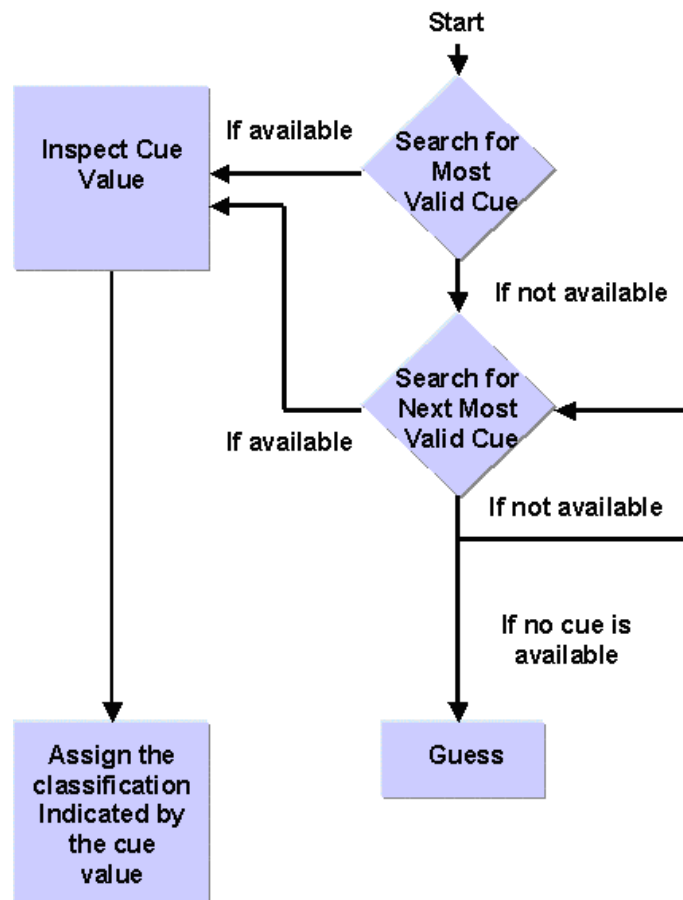 Start
If available
Inspect Cue
Value
Search for
Most
Valid Cue
If not available
Search for
Next Most
Valid Cue
If available
If not available
If no cue is
available
Assign the
classification
Indicated by
the cue
value
Guess